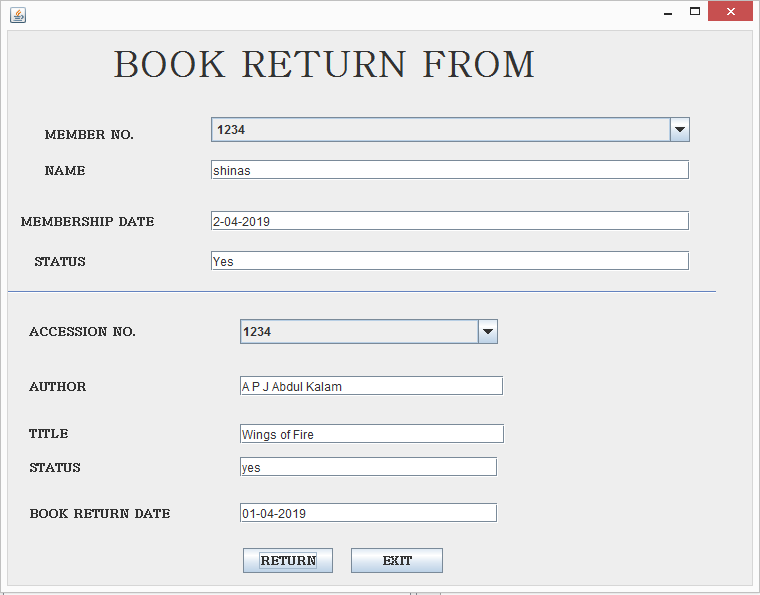 BOOK RETURN FROM
MEMBER NO. 1234
NAME shinas
MEMBERSHIP DATE 2-04-2019
STATUS Yes
ACCESSION NO. 1234
AUTHOR A P J Abdul Kalam
TITLE Wings of Fire
STATUS yes
BOOK RETURN DATE 01-04-2019
RETURN EXIT